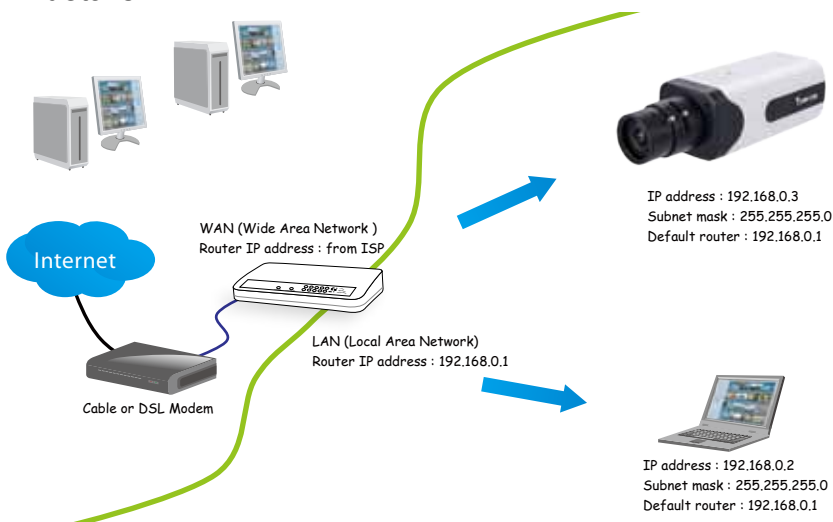 WAN (Wide Area Network )
Router IP address : from ISP
Internet
LAN (Local Area Network)
Router IP address : 192.168.0.1
Cable or DSL Modem
IP address : 192.168.0.3
Subnet mask : 255.255.255.0
Default router : 192.168.0.1
IP address : 192.168.0.2
Subnet mask : 255.255.255.0
Default router : 192.168.0.1